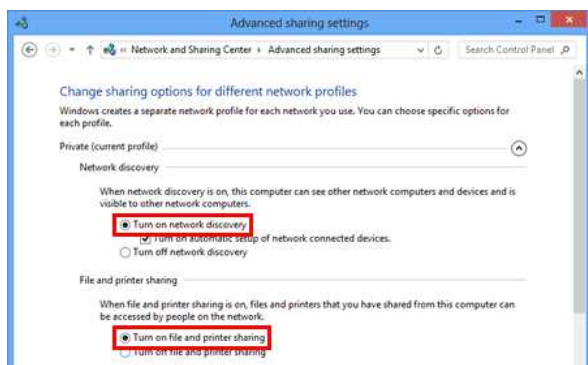 Advanced sharing settings
« Network and Sharing Center Advanced sharing settings
Search Control Panel
Change sharing options for different network profiles
Windows creates a separate network profile for each network you use. You can choose specific options for
each profile.
Private (current profile)
Network discovery
When network discovery is on, this computer can see other network computers and devices and is
visible to other network computers.
Turn on network discovery
Turn on automatic setup of network connected devices.
Turn off network discovery
File and printer sharing
When file and printer sharing is on, files and printers that you have shared from this computer can
be accessed by people on the network.
Turn on file and printer sharing
Turn off file and printer sharing